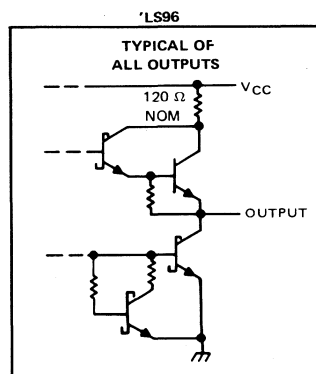 'LS96
TYPICAL OF
ALL OUTPUTS
VCC
120 Ω
NOM
OUTPUT